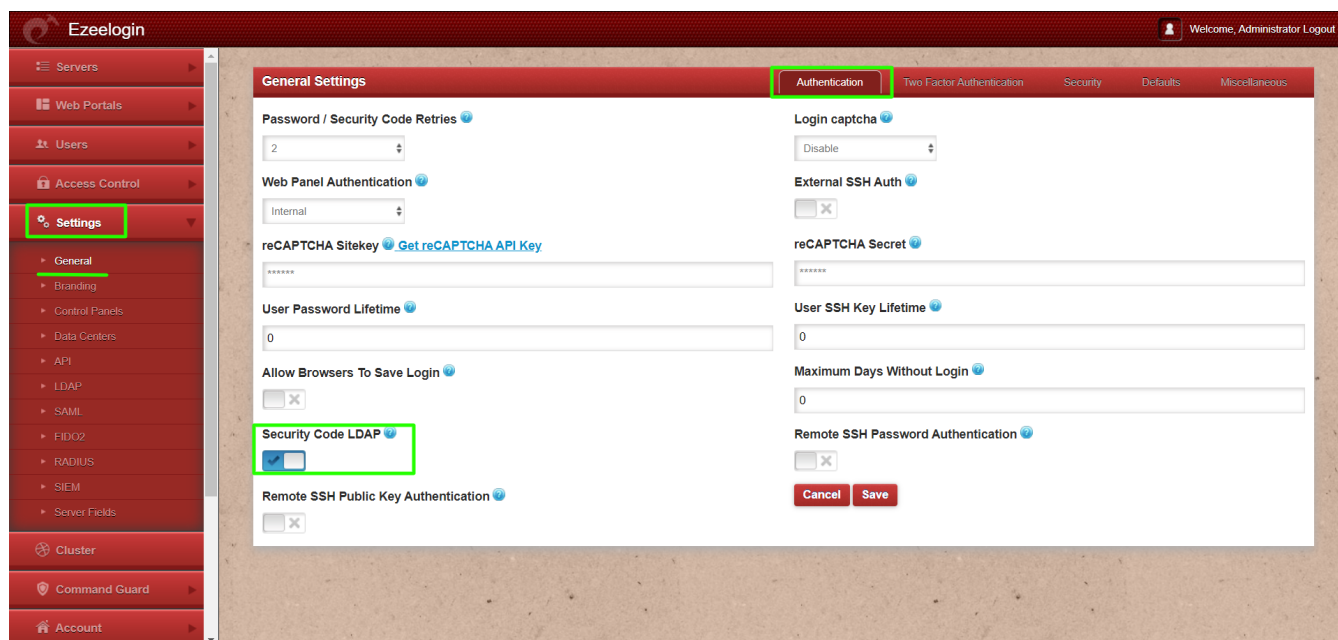 Ezeelogin
Welcome, Administrator Logout
Servers
Web Portals
Users
Access Control
Settings
General
Branding
Control Panels
Data Centers
API
LDAP
SAML
FIDO2
RADIUS
SIEM
Server Fields
Cluster
Command Guard
Account
General Settings
Authentication
Two Factor Authentication
Security
Defaults
Miscellaneous
Password / Security Code Retries
2
Login captcha
Disable
Web Panel Authentication
Internal
External SSH Auth
reCAPTCHA Sitekey Get reCAPTCHA API Key
******
reCAPTCHA Secret
******
User Password Lifetime
0
User SSH Key Lifetime
0
Allow Browsers To Save Login
Maximum Days Without Login
0
Security Code LDAP
Remote SSH Password Authentication
Remote SSH Public Key Authentication
Cancel Save